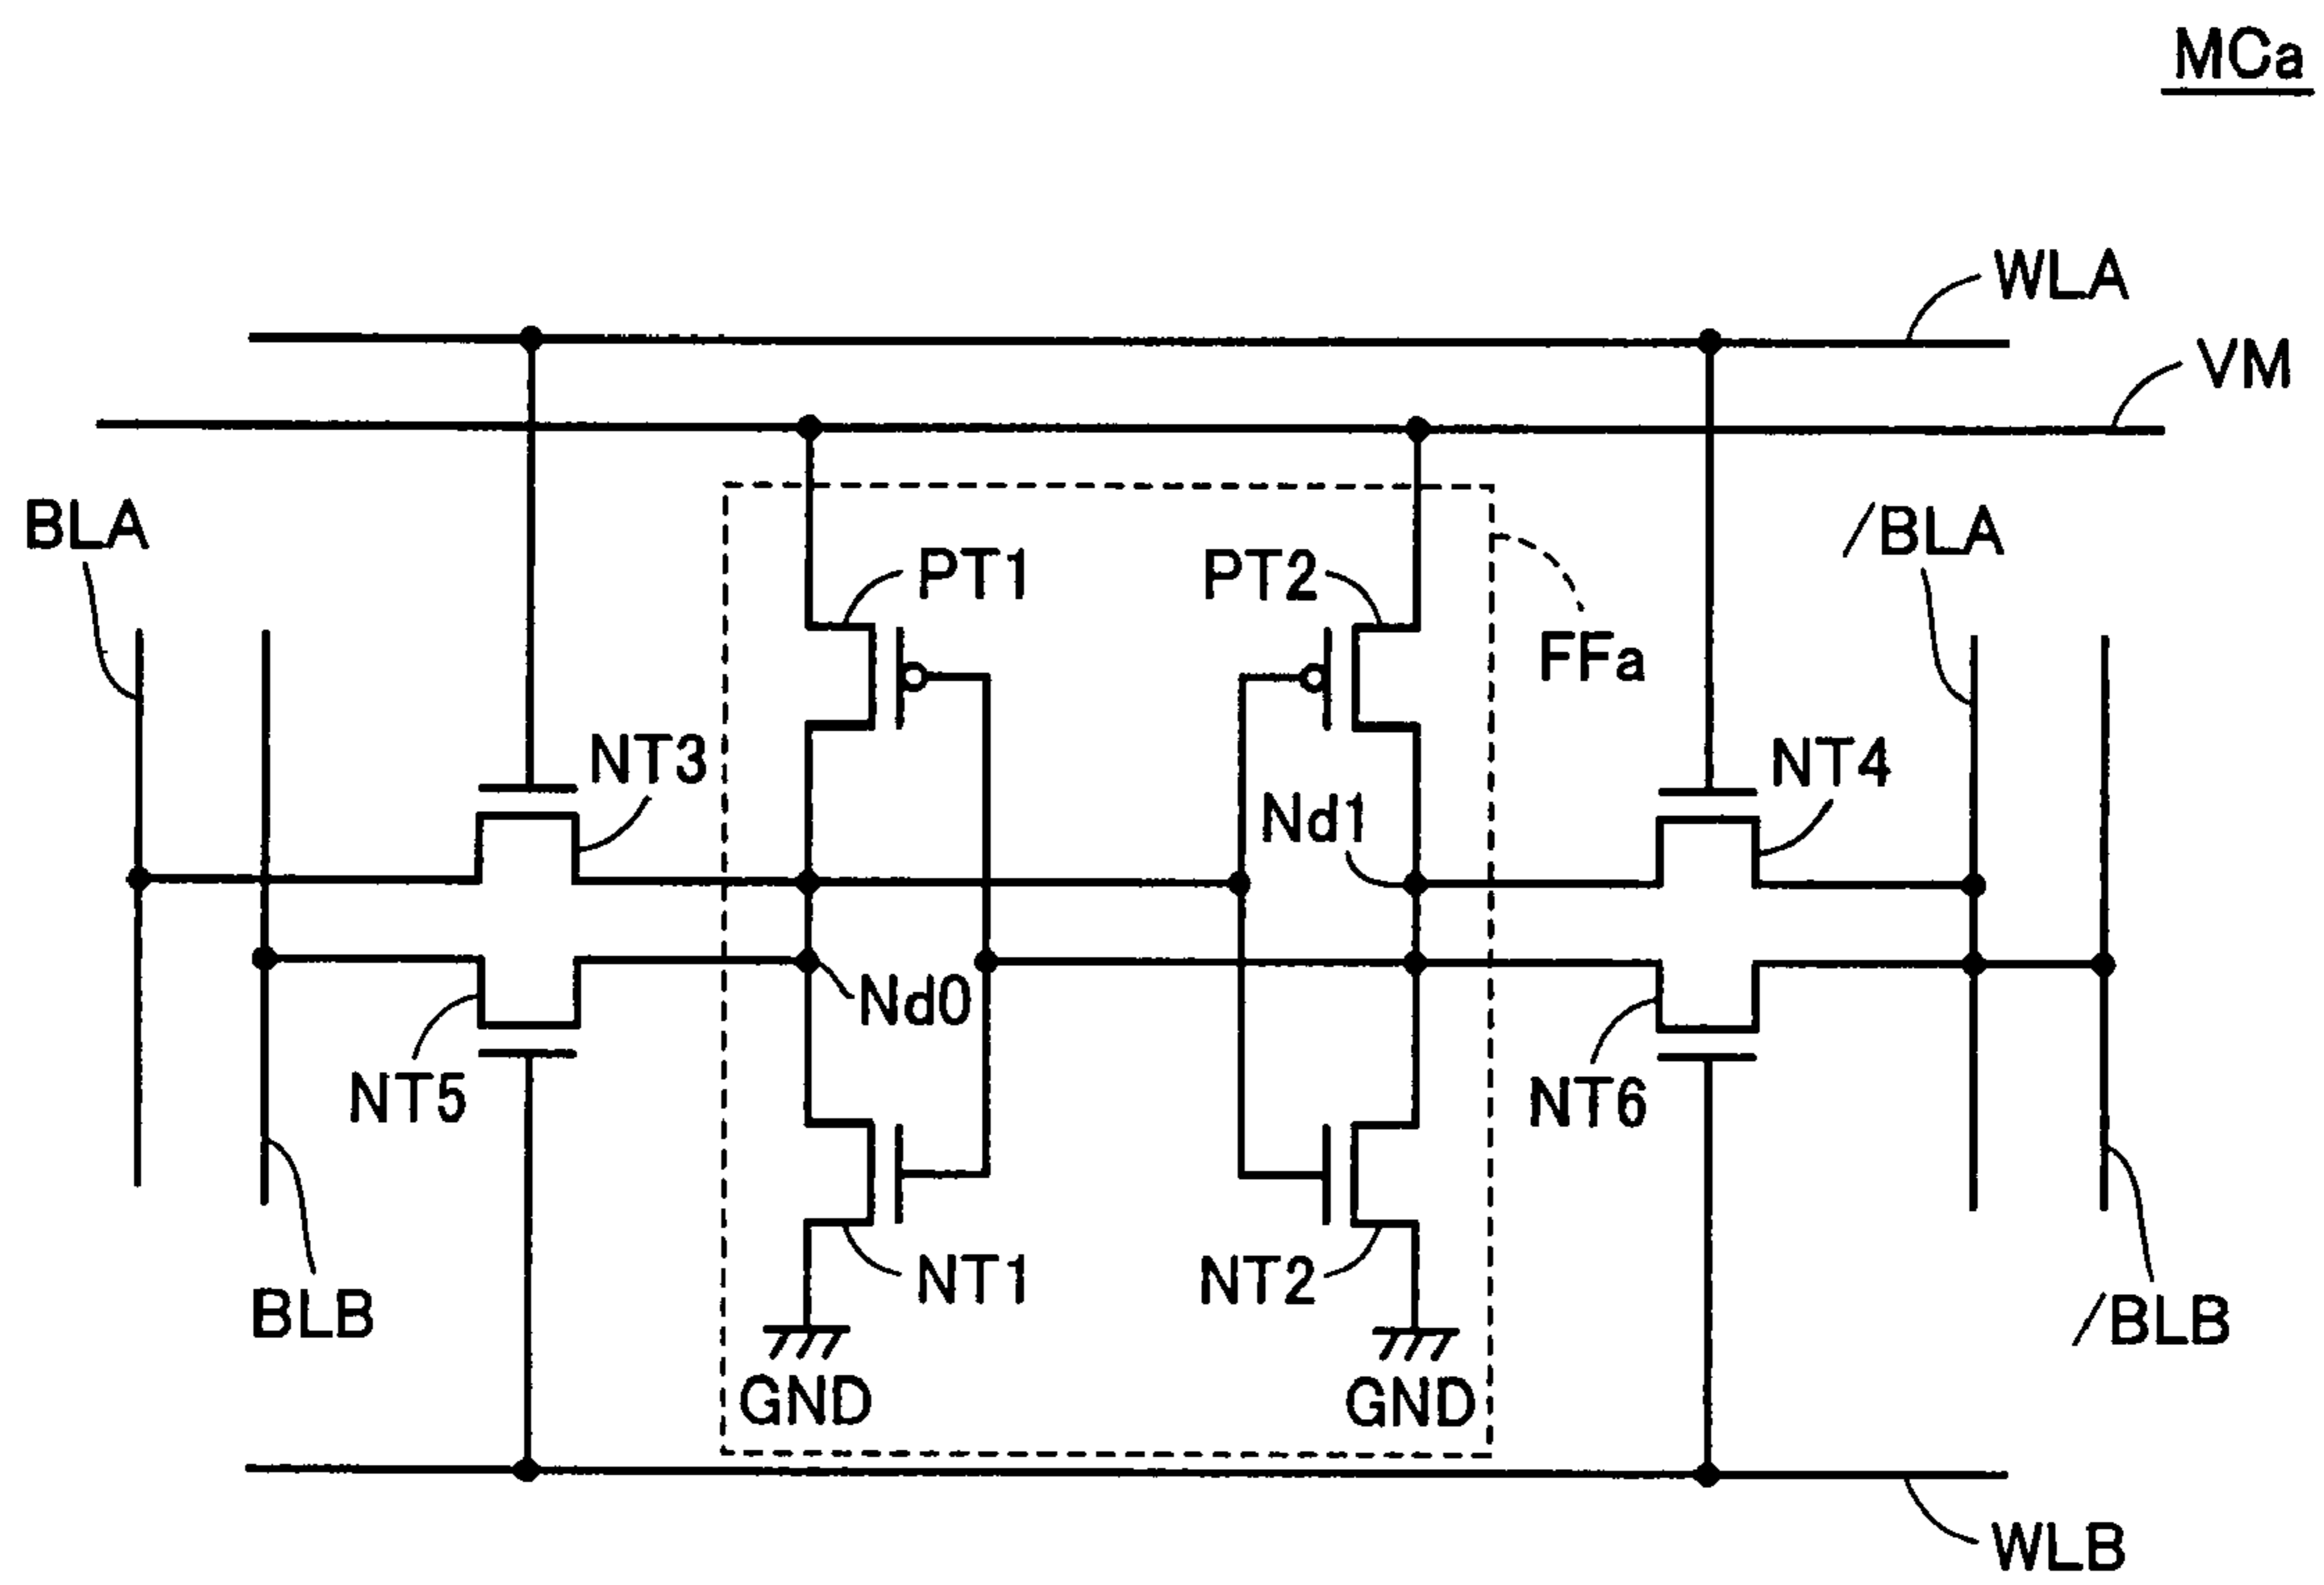 MCa
WLA
VM
BLA
/BLA
PT1
PT2
FFa
NT3
NT4
Nd1
Nd0
NT5
NT6
NT1
NT2
BLB
/BLB
GND
GND
WLB